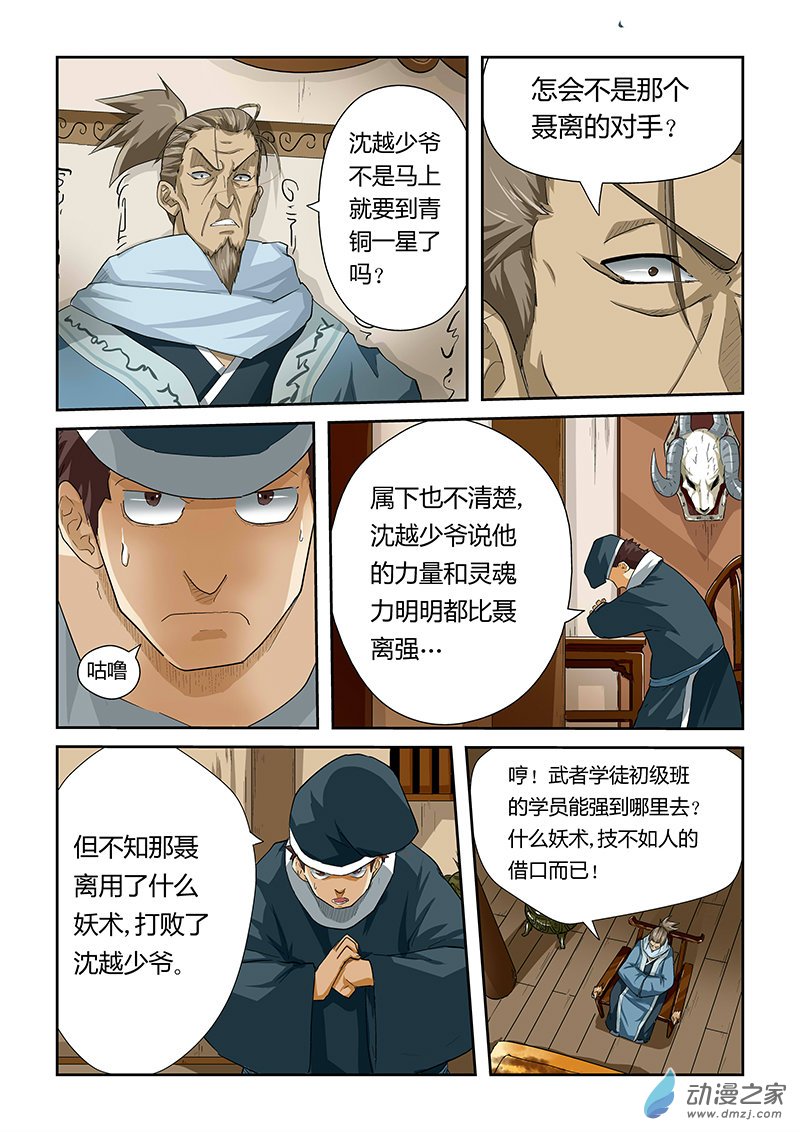 沈越少爷
不是马上
就要到青
铜一星了
吗？
怎会不是那个
聂离的对手？
咕噜
属下也不清楚,
沈越少爷说他
的力量和灵魂
力明明都比聂
离强…
但不知那聂
离用了什么
妖术,打败了
沈越少爷。
哼！武者学徒初级班
的学员能强到哪里去？
什么妖术,技不如人的
借口而已！
动漫之家
www.dmzj.com